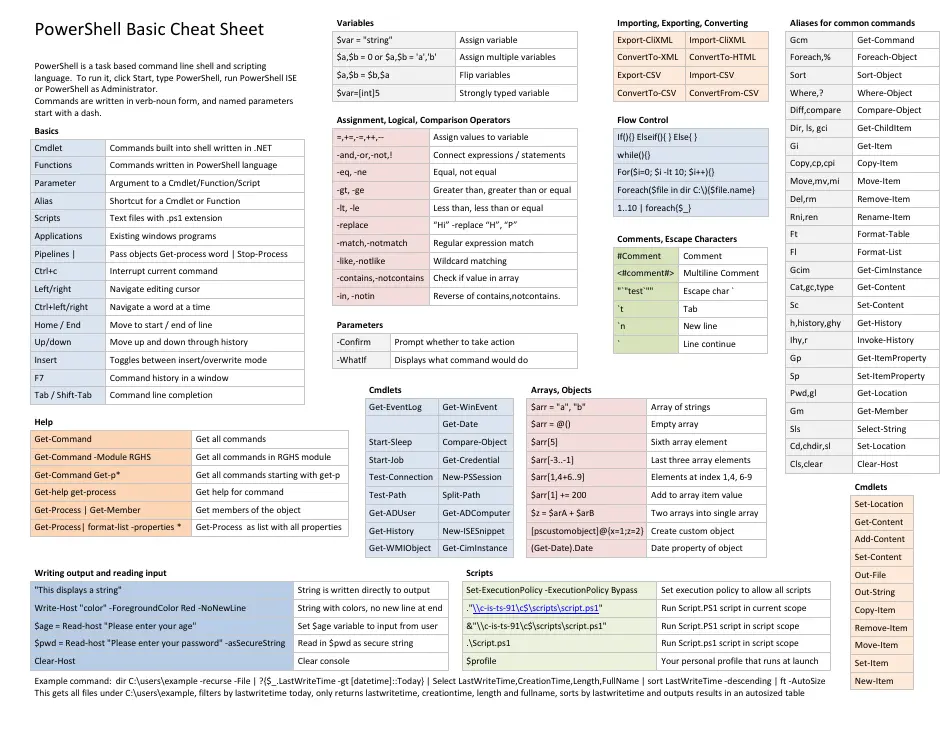 PowerShell Basic Cheat Sheet
PowerShell is a task based command line shell and scripting
language. To run it, click Start, type PowerShell, run PowerShell ISE
or PowerShell as Administrator.
Commands are written in verb-noun form, and named parameters
start with a dash.
Basics
Cmdlet Commands built into shell written in .NET
Functions Commands written in PowerShell language
Parameter Argument to a Cmdlet/Function/Script
Alias Shortcut for a Cmdlet or Function
Scripts Text files with .ps1 extension
Applications Existing windows programs
Pipelines | Pass objects Get-process word | Stop-Process
Ctrl+c Interrupt current command
Left/right Navigate editing cursor
Ctrl+left/right Navigate a word at a time
Home / End Move to start / end of line
Up/down Move up and down through history
Insert Toggles between insert/overwrite mode
F7 Command history in a window
Tab / Shift-Tab Command line completion
Help
Get-Command Get all commands
Get-Command -Module RGHS Get all commands in RGHS module
Get-Command Get-p* Get all commands starting with get-p
Get-help get-process Get help for command
Get-Process | Get-Member Get members of the object
Get-Process| format-list -properties * Get-Process as list with all properties
Variables
$var = "string" Assign variable
$a,$b = 0 or $a,$b = 'a','b' Assign multiple variables
$a,$b = $b,$a Flip variables
$var=[int]5 Strongly typed variable
Assignment, Logical, Comparison Operators
=,+=,-=,++,-- Assign values to variable
-and,-or,-not,! Connect expressions / statements
-eq, -ne Equal, not equal
-gt, -ge Greater than, greater than or equal
-lt, -le Less than, less than or equal
-replace "Hi" -replace "H", "P"
-match,-notmatch Regular expression match
-like,-notlike Wildcard matching
-contains,-notcontains Check if value in array
-in, -notin Reverse of contains,notcontains.
Parameters
-Confirm Prompt whether to take action
-WhatIf Displays what command would do
Importing, Exporting, Converting
Export-CliXML Import-CliXML
ConvertTo-XML ConvertTo-HTML
Export-CSV Import-CSV
ConvertTo-CSV ConvertFrom-CSV
Flow Control
If(){} Elseif(){ } Else{ }
while(){}
For($i=0; $i -lt 10; $i++){}
Foreach($file in dir C:\){$file.name}
1..10 | foreach{$_}
Comments, Escape Characters
#Comment Comment
<#comment#> Multiline Comment
"`"test`"" Escape char `
`t Tab
`n New line
` Line continue
Cmdlets
Get-EventLog Get-WinEvent
Get-Date
Start-Sleep Compare-Object
Start-Job Get-Credential
Test-Connection New-PSSession
Test-Path Split-Path
Get-ADUser Get-ADComputer
Get-History New-ISESnippet
Get-WMIObject Get-CimInstance
Arrays, Objects
$arr = "a", "b" Array of strings
$arr = @() Empty array
$arr[5] Sixth array element
$arr[-3..-1] Last three array elements
$arr[1,4+6..9] Elements at index 1,4, 6-9
$arr[1] += 200 Add to array item value
$z = $arA + $arB Two arrays into single array
[pscustomobject]@{x=1;z=2} Create custom object
(Get-Date).Date Date property of object
Aliases for common commands
Gcm Get-Command
Foreach,% Foreach-Object
Sort Sort-Object
Where,? Where-Object
Diff,compare Compare-Object
Dir, ls, gci Get-ChildItem
Gi Get-Item
Copy,cp,cpi Copy-Item
Move,mv,mi Move-Item
Del,rm Remove-Item
Rni,ren Rename-Item
Ft Format-Table
Fl Format-List
Gcim Get-CimInstance
Cat,gc,type Get-Content
Sc Set-Content
h,history,ghy Get-History
Ihy,r Invoke-History
Gp Get-ItemProperty
Sp Set-ItemProperty
Pwd,gl Get-Location
Gm Get-Member
Sls Select-String
Cd,chdir,sl Set-Location
Cls,clear Clear-Host
Cmdlets
Set-Location
Get-Content
Add-Content
Set-Content
Out-File
Out-String
Copy-Item
Remove-Item
Move-Item
Set-Item
New-Item
Writing output and reading input
"This displays a string" String is written directly to output
Write-Host "color" -ForegroundColor Red -NoNewLine String with colors, no new line at end
$age = Read-host "Please enter your age" Set $age variable to input from user
$pwd = Read-host "Please enter your password" -asSecureString Read in $pwd as secure string
Clear-Host Clear console
Scripts
Set-ExecutionPolicy -ExecutionPolicy Bypass Set execution policy to allow all scripts
."\\c-is-ts-91\c$\scripts\script.ps1" Run Script.PS1 script in current scope
&"\\c-is-ts-91\c$\scripts\script.ps1" Run Script.PS1 script in script scope
.\Script.ps1 Run Script.ps1 script in script scope
$profile Your personal profile that runs at launch
Example command: dir C:\users\example -recurse -File | ?{$_.LastWriteTime -gt [datetime]::Today} | Select LastWriteTime,CreationTime,Length,FullName | sort LastWriteTime -descending | ft -AutoSize
This gets all files under C:\users\example, filters by lastwritetime today, only returns lastwritetime, creationtime, length and fullname, sorts by lastwritetime and outputs results in an autosized table